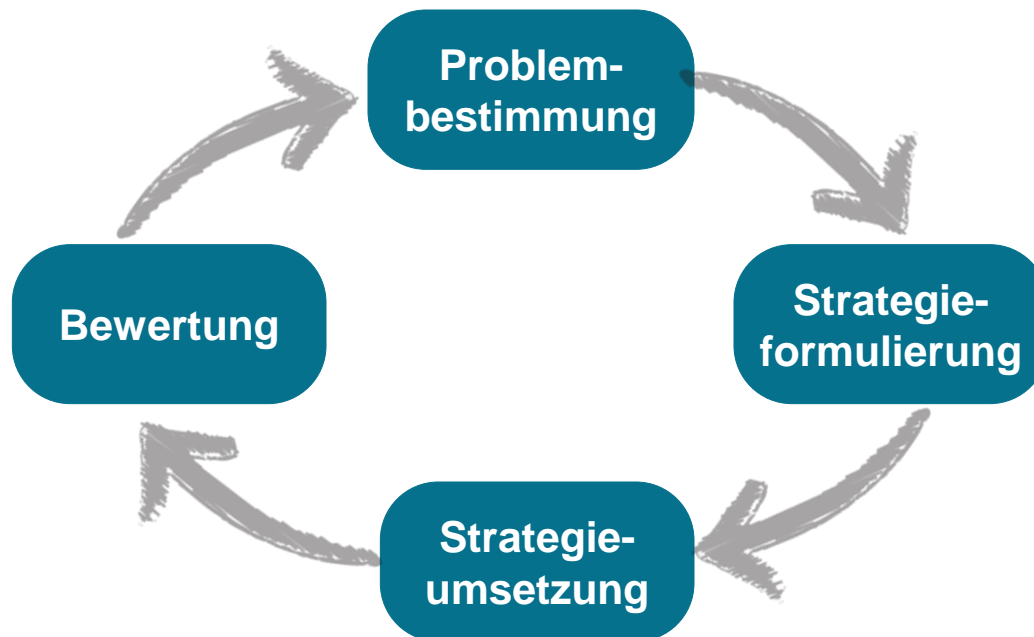 Problem-
bestimmung
Strategie-
formulierung
Strategie-
umsetzung
Bewertung